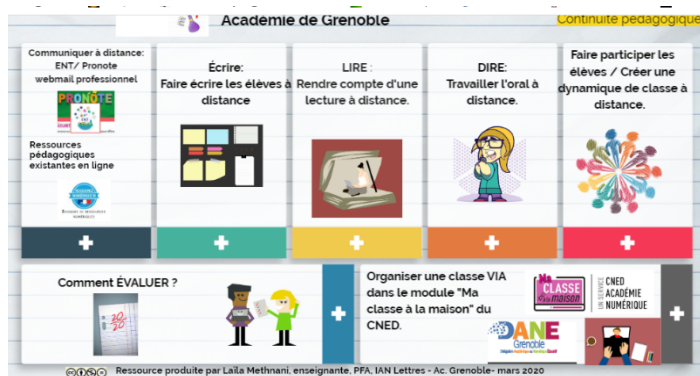 Académie de Grenoble
Continuité pédagogique
Communiquer à distance:
ENT/ Pronote
webmail professionnel
PRONOTE
Ressources
pédagogiques
existantes en ligne
Écrire:
Faire écrire les élèves à
distance
LIRE :
Rendre compte d'une
lecture à distance.
DIRE:
Travailler l'oral à
distance.
Faire participer les
élèves / Créer une
dynamique de classe à
distance.
+
+
+
+
+
Comment ÉVALUER ?
20/20
+
Organiser une classe VIA
dans le module "Ma
classe à la maison" du
CNED.
Ma
CLASSE
à la maison
UN SERVICE
CNED
ACADÉMIE
NUMÉRIQUE
DANE
Grenoble
+
Ressource produite par Laïla Methnani, enseignante, PFA, IAN Lettres - Ac. Grenoble- mars 2020